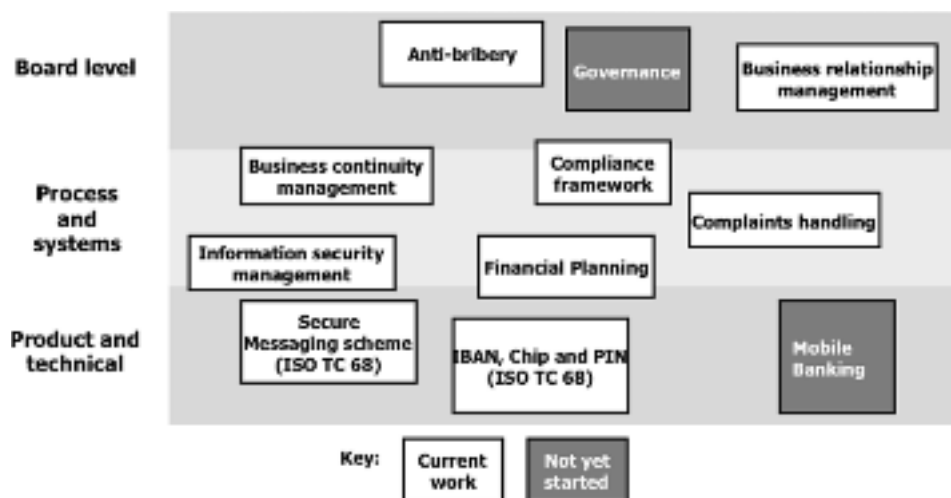 Board level
Anti-bribery
Governance
Business relationship
management
Process
and
systems
Business continuity
management
Compliance
framework
Complaints handling
Information security
management
Financial Planning
Product and
technical
Secure
Messaging scheme
(ISO TC 68)
IBAN, Chip and PIN
(ISO TC 68)
Mobile
Banking
Key:
Current
work
Not yet
started